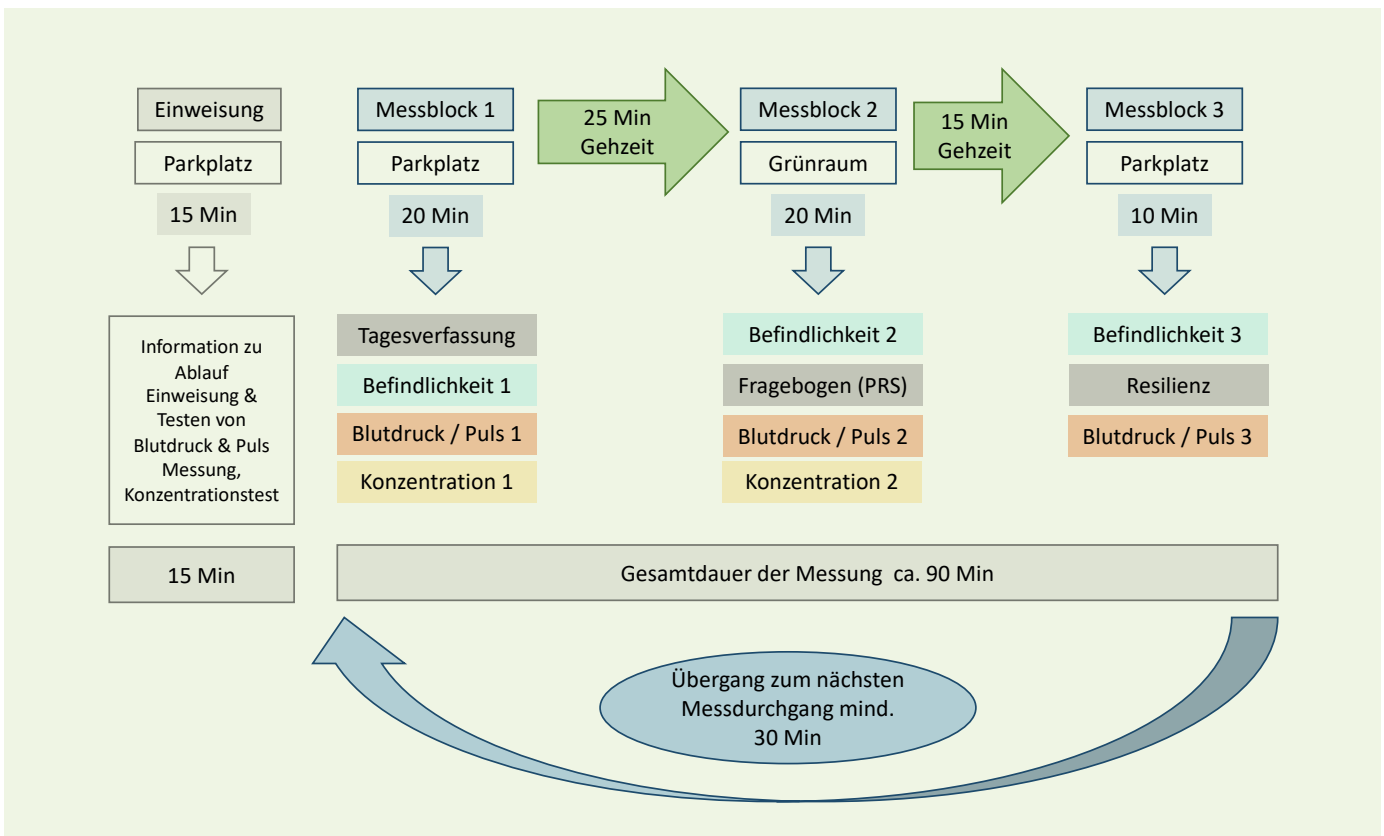 Einweisung
Parkplatz
15 Min
Information zu
Ablauf
Einweisung &
Testen von
Blutdruck & Puls
Messung,
Konzentrationstest
15 Min
Messblock 1
Parkplatz
20 Min
Tagesverfassung
Befindlichkeit 1
Blutdruck / Puls 1
Konzentration 1
25 Min
Gehzeit
Messblock 2
Grünraum
20 Min
Befindlichkeit 2
Fragebogen (PRS)
Blutdruck / Puls 2
Konzentration 2
15 Min
Gehzeit
Messblock 3
Parkplatz
10 Min
Befindlichkeit 3
Resilienz
Blutdruck / Puls 3
Gesamtdauer der Messung ca. 90 Min
Übergang zum nächsten
Messdurchgang mind.
30 Min